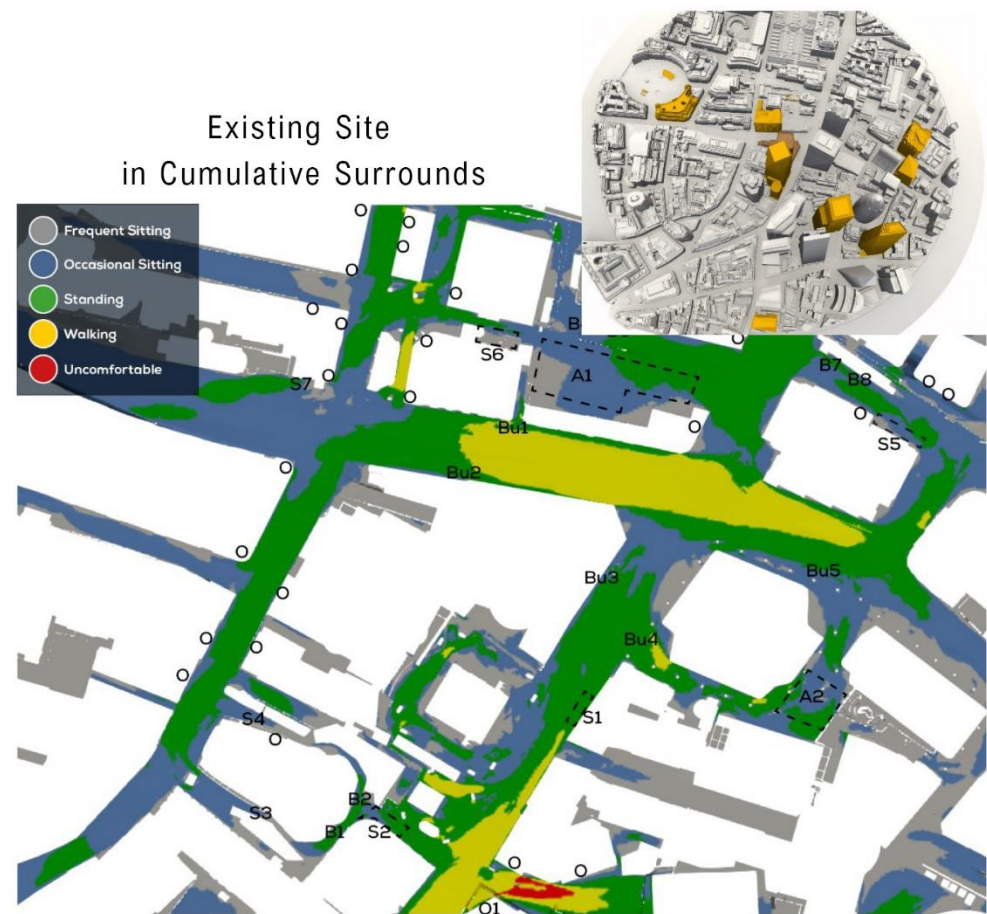 Existing Site
in Cumulative Surrounds
Frequent Sitting
Occasional Sitting
Standing
Walking
Uncomfortable
O
O
O
O
O
O
O
O
O
O
S6
B
B7
B8
A1
S7
O
O
O
O
S5
Bu1
Bu2
O
O
Bu3
Bu5
O
O
Bu4
O
O
A2
S1
S4
O
B2
S3
B1
S2
O
O
O1